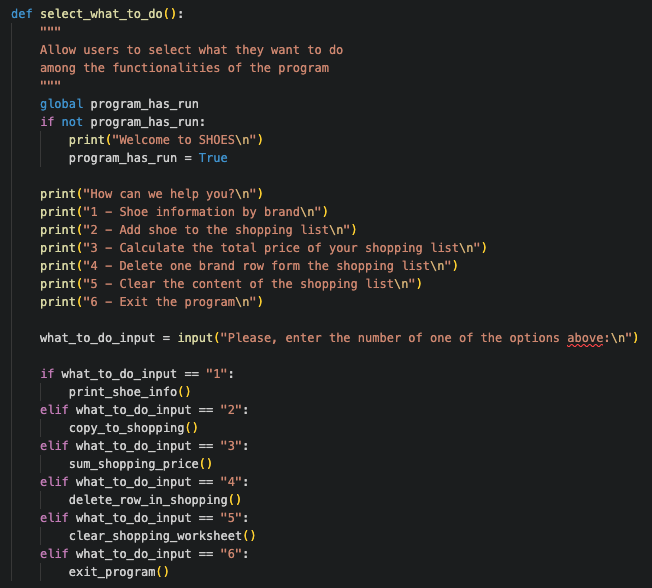 def select_what_to_do():
    """
    Allow users to select what they want to do
    among the functionalities of the program
    """
    global program_has_run
    if not program_has_run:
        print("Welcome to SHOES\n")
        program_has_run = True

    print("How can we help you?\n")
    print("1 - Shoe information by brand\n")
    print("2 - Add shoe to the shopping list\n")
    print("3 - Calculate the total price of your shopping list\n")
    print("4 - Delete one brand row form the shopping list\n")
    print("5 - Clear the content of the shopping list\n")
    print("6 - Exit the program\n")

    what_to_do_input = input("Please, enter the number of one of the options above:\n")

    if what_to_do_input == "1":
        print_shoe_info()
    elif what_to_do_input == "2":
        copy_to_shopping()
    elif what_to_do_input == "3":
        sum_shopping_price()
    elif what_to_do_input == "4":
        delete_row_in_shopping()
    elif what_to_do_input == "5":
        clear_shopping_worksheet()
    elif what_to_do_input == "6":
        exit_program()